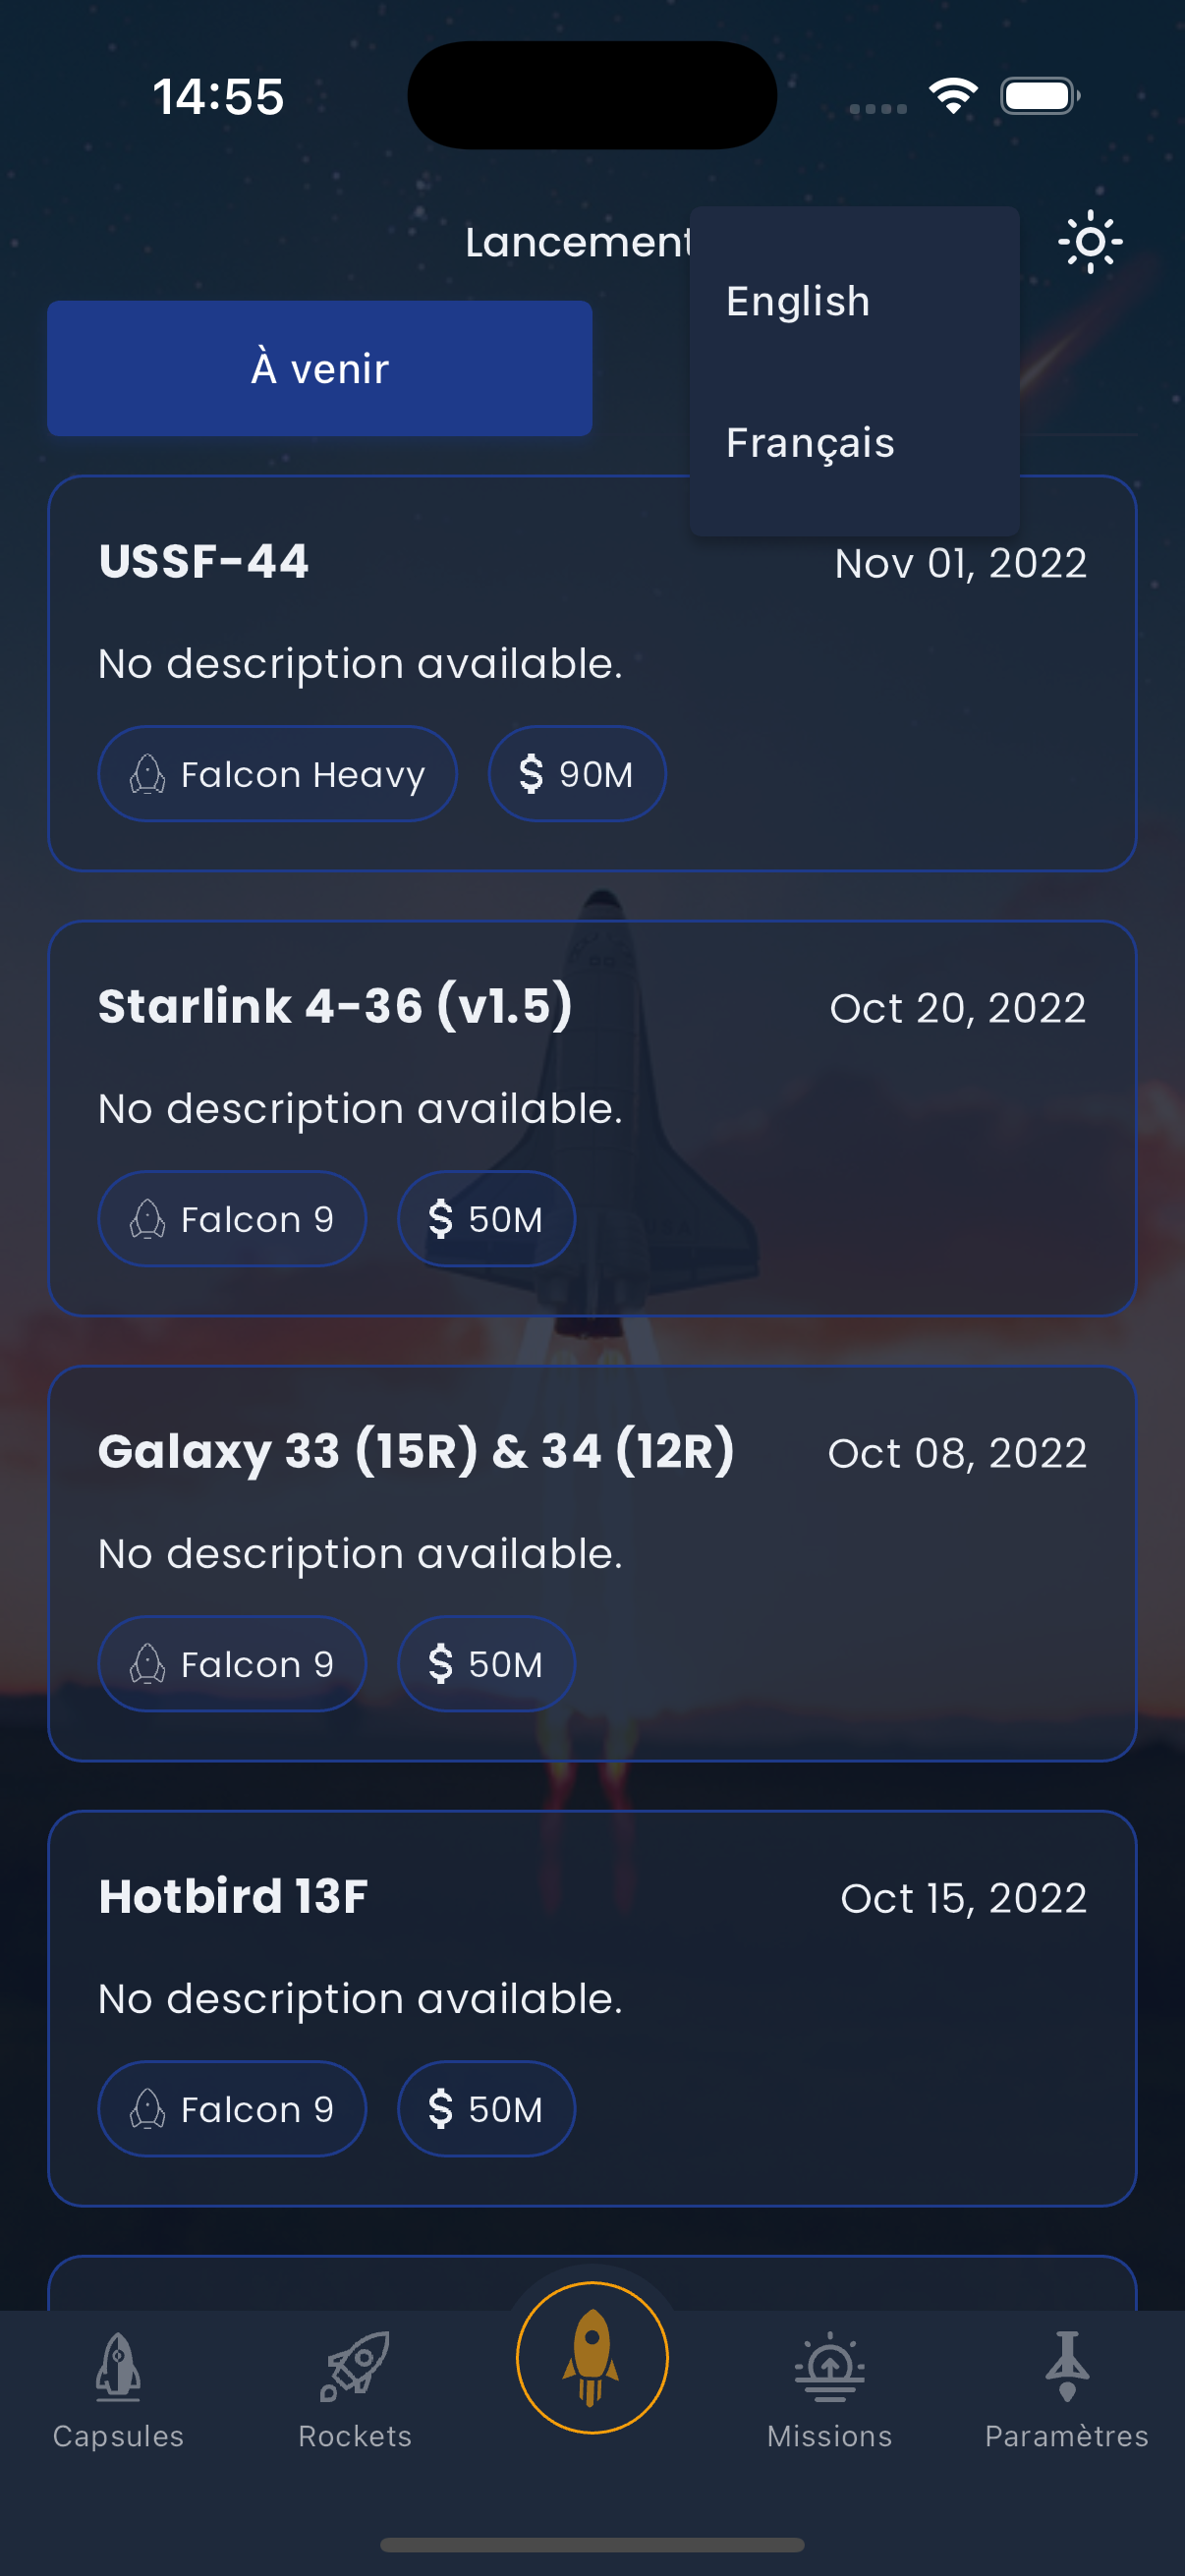 14:55
Lancement
English
À venir
Français
USSF-44
Nov 01, 2022
No description available.
Falcon Heavy
$ 90M
Starlink 4-36 (v1.5)
Oct 20, 2022
No description available.
Falcon 9
$ 50M
Galaxy 33 (15R) & 34 (12R)
Oct 08, 2022
No description available.
Falcon 9
$ 50M
Hotbird 13F
Oct 15, 2022
No description available.
Falcon 9
$ 50M
Capsules
Rockets
Missions
Paramètres